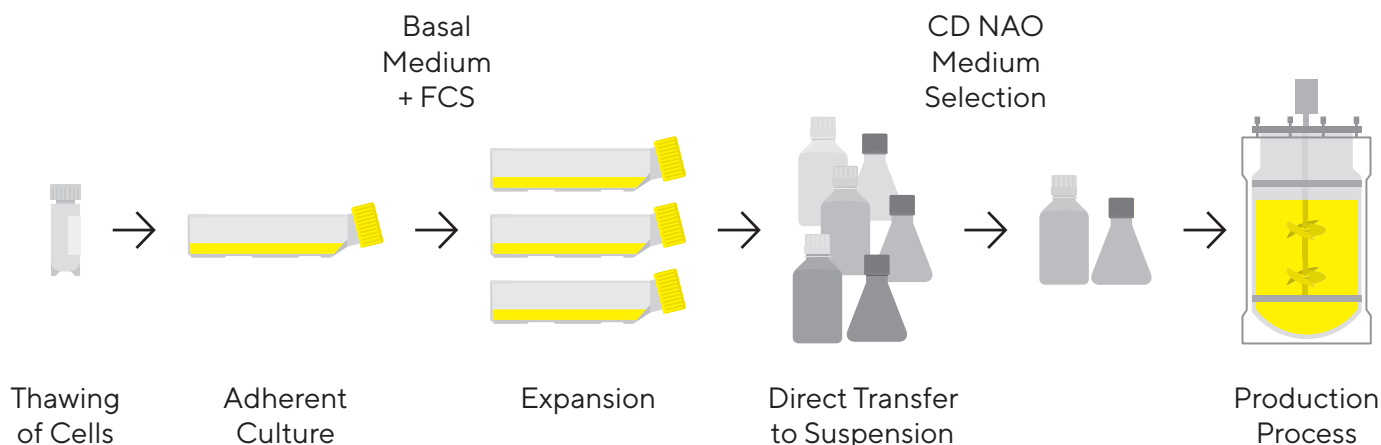 Basal
Medium
+ FCS
CD NAO
Medium
Selection
Thawing
of Cells
Adherent
Culture
Expansion
Direct Transfer
to Suspension
Production
Process